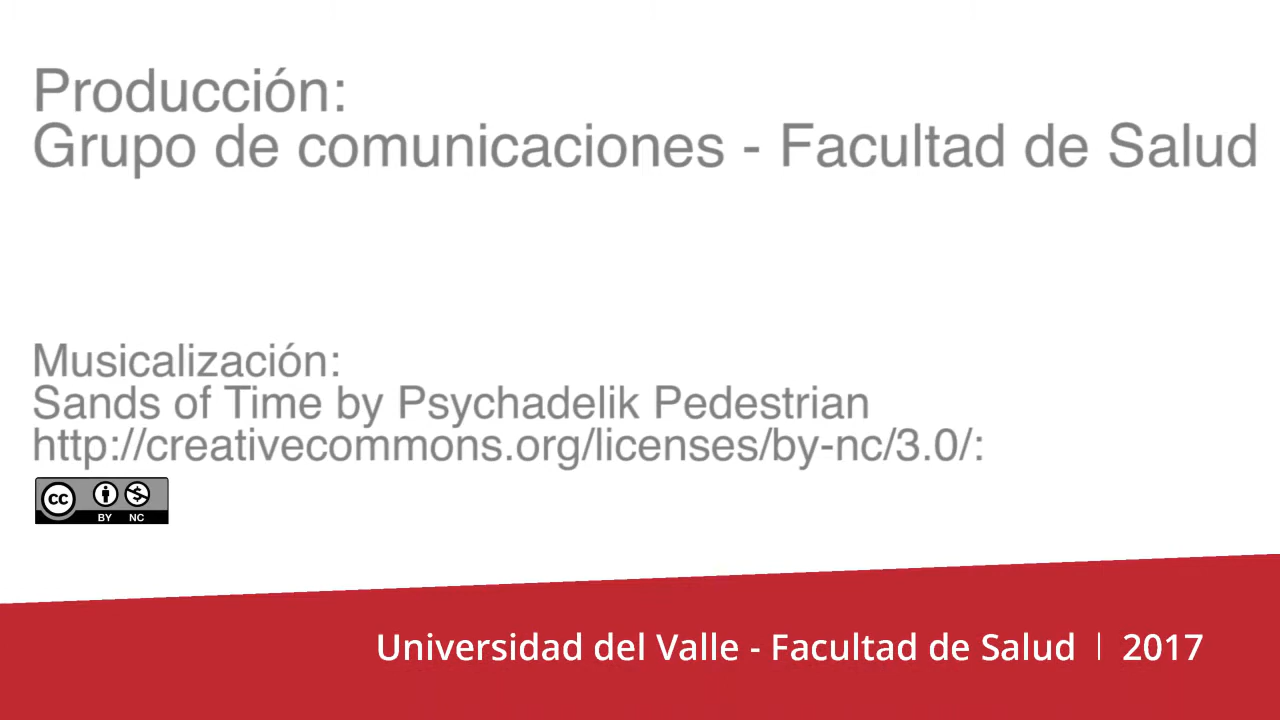 Producción:
Grupo de comunicaciones - Facultad de Salud
Musicalización:
Sands of Time by Psychadelik Pedestrian
http://creativecommons.org/licenses/by-nc/3.0/:
cc BY NC
Universidad del Valle - Facultad de Salud | 2017